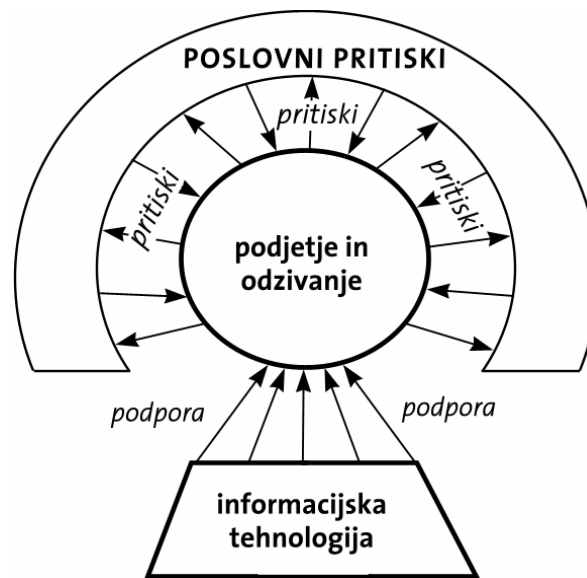 POSLOVNI PRITISKI
pritiski
pritiski
pritiski
podjetje in
odzivanje
podpora
podpora
informacijska
tehnologija